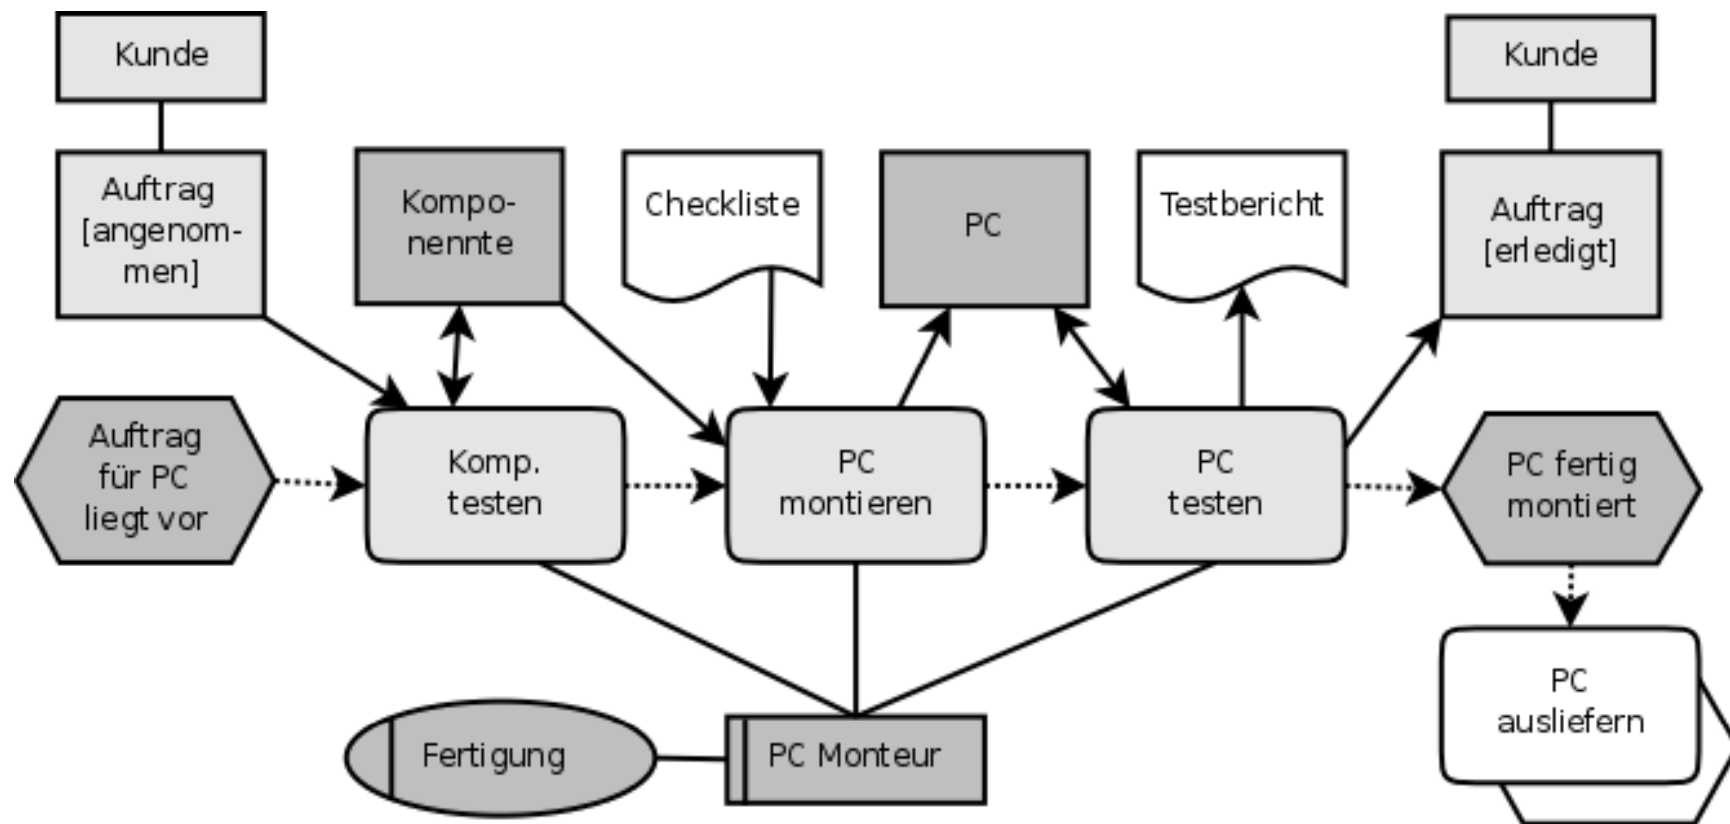 Kunde
Kunde
Auftrag
[angenom-
men]
Kompo-
nennte
Checkliste
PC
Testbericht
Auftrag
[erledigt]
Auftrag
für PC
liegt vor
Komp.
testen
PC
montieren
PC
testen
PC fertig
montiert
PC
ausliefern
Fertigung
PC Monteur